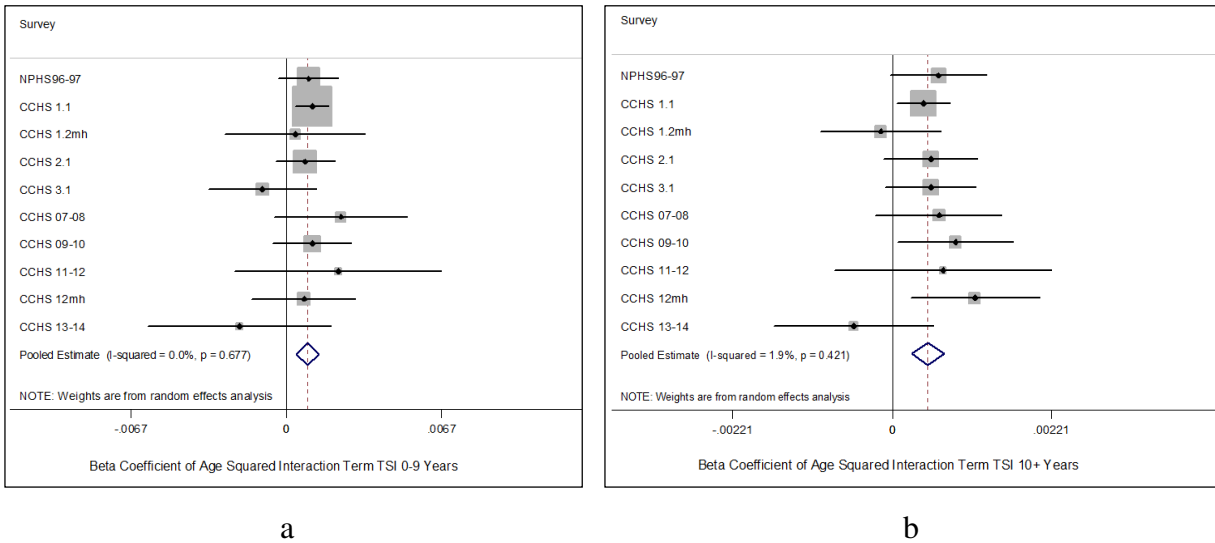 Survey
NPHS96-97
CCHS 1.1
CCHS 1.2mh
CCHS 2.1
CCHS 3.1
CCHS 07-08
CCHS 09-10
CCHS 11-12
CCHS 12mh
CCHS 13-14
Pooled Estimate (I-squared = 0.0%, p = 0.677)
NOTE: Weights are from random effects analysis
-.0067 0 .0067
Beta Coefficient of Age Squared Interaction Term TSI 0-9 Years
a
Survey
NPHS96-97
CCHS 1.1
CCHS 1.2mh
CCHS 2.1
CCHS 3.1
CCHS 07-08
CCHS 09-10
CCHS 11-12
CCHS 12mh
CCHS 13-14
Pooled Estimate (I-squared = 1.9%, p = 0.421)
NOTE: Weights are from random effects analysis
-.00221 0 .00221
Beta Coefficient of Age Squared Interaction Term TSI 10+ Years
b